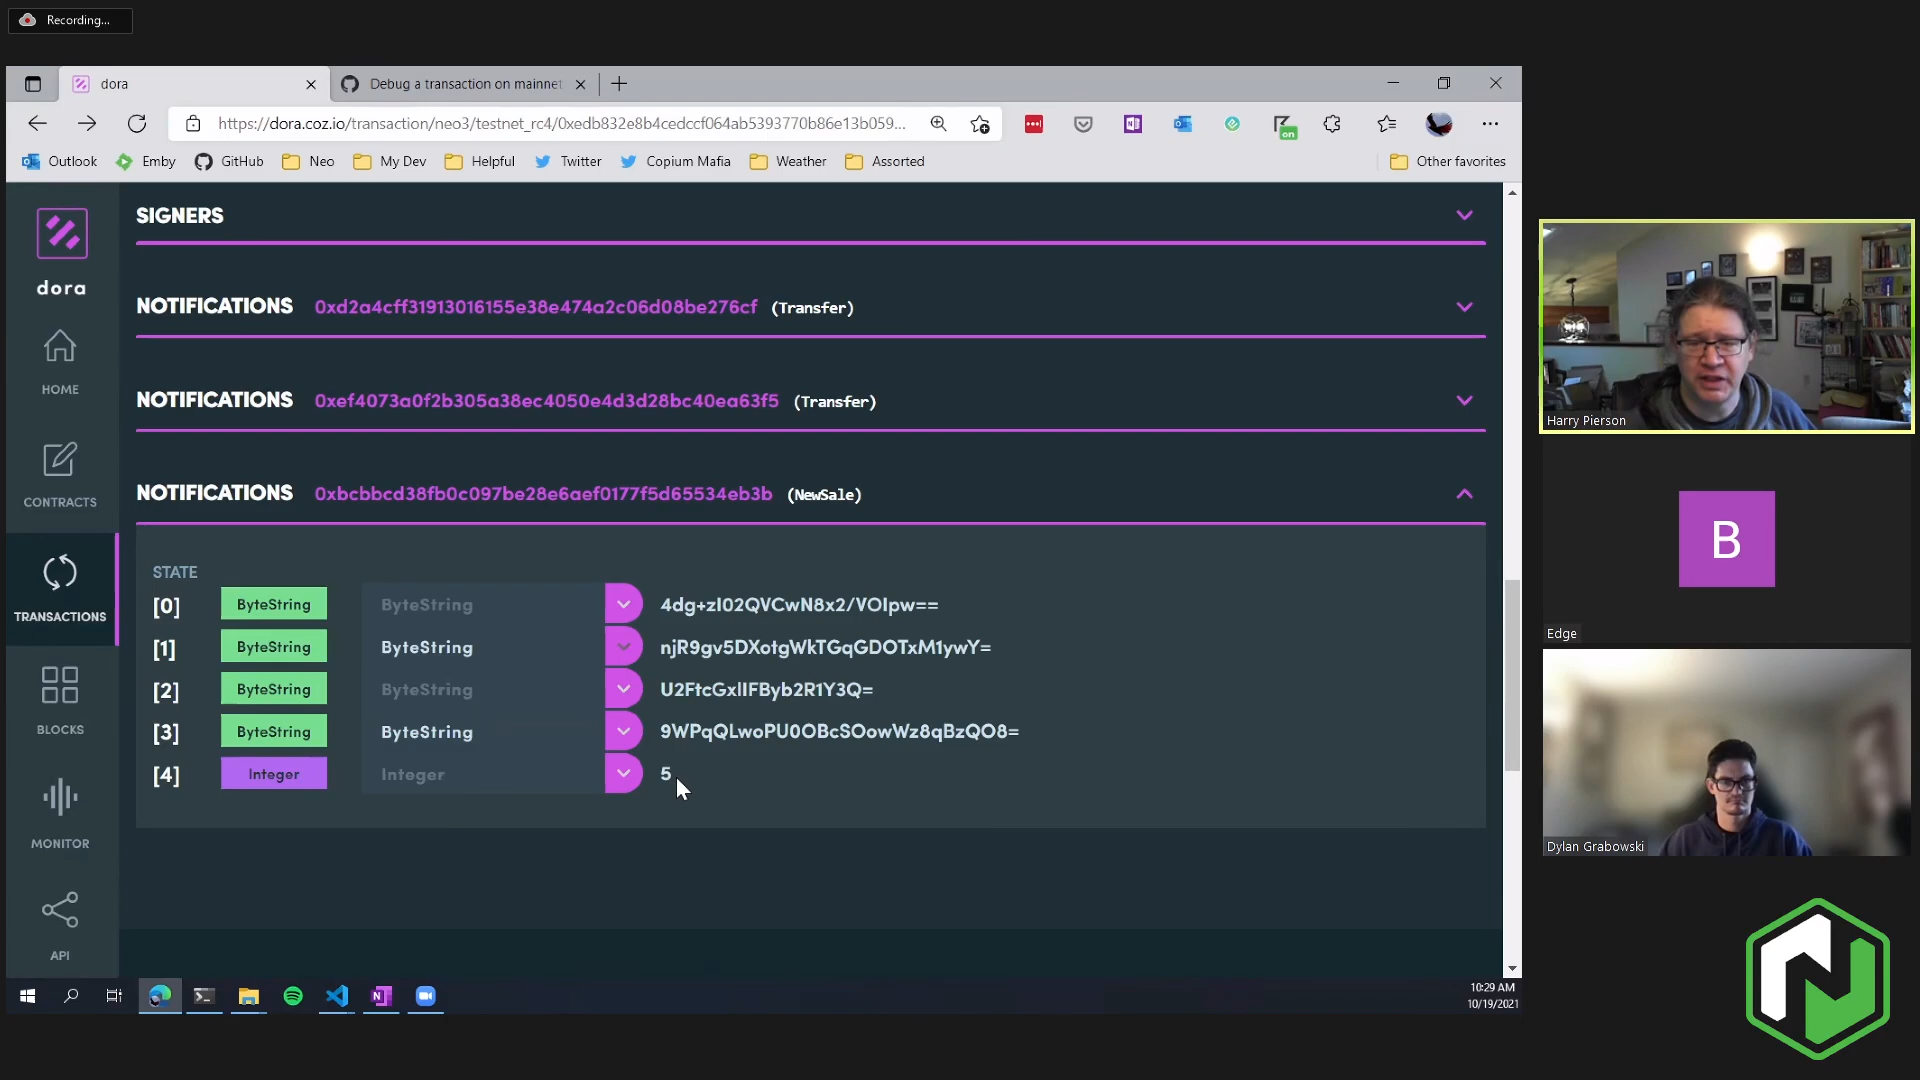 Recording...
dora
Debug a transaction on mainnet
https://dora.coz.io/transaction/neo3/testnet_rc4/0xedb832e8b4cedccf064ab5393770b86e13b059...
on
Outlook
Emby
GitHub
Neo
My Dev
Helpful
Twitter
Copium Mafia
Weather
Assorted
Other favorites
dora
HOME
CONTRACTS
TRANSACTIONS
BLOCKS
MONITOR
API
SIGNERS
NOTIFICATIONS 0xd2a4cff31913016155e38e474a2c06d08be276cf (Transfer)
NOTIFICATIONS 0xef4073a0f2b305a38ec4050e4d3d28bc40ea63f5 (Transfer)
NOTIFICATIONS 0xbcbbcd38fb0c097be28e6aef0177f5d65534eb3b (NewSale)
STATE
[0] ByteString ByteString 4dg+zI02QVCwN8x2/VOIpw==
[1] ByteString ByteString njR9gv5DXotgWkTGqGDOTxM1ywY=
[2] ByteString ByteString U2FtcGxlIFByb2R1Y3Q=
[3] ByteString ByteString 9WPqQLwoPU0OBcSOowWz8qBzQO8=
[4] Integer Integer 5
10:29 AM
10/19/2021
Harry Pierson
B
Edge
Dylan Grabowski